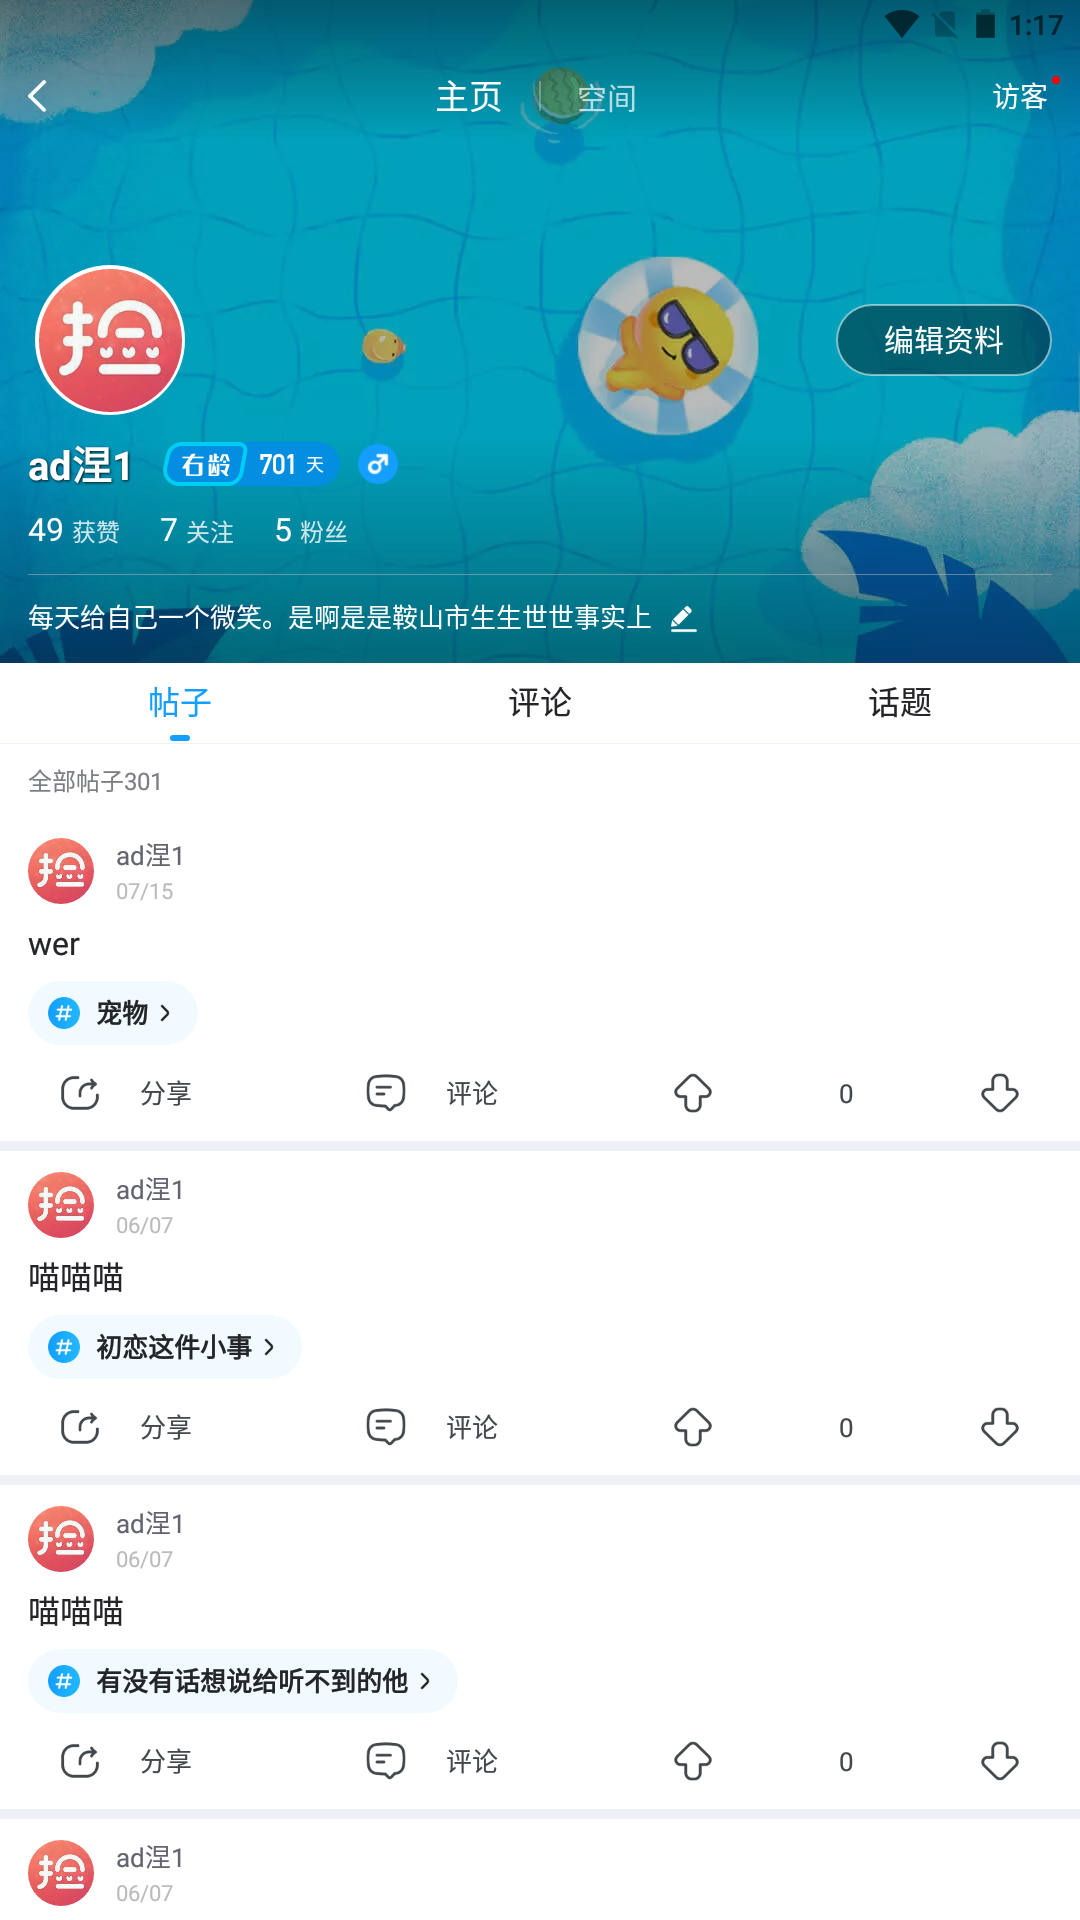 1:17
主页
空间
访客
捡
编辑资料
ad涅1
右龄 701 天
49 获赞 7 关注 5 粉丝
每天给自己一个微笑。是啊是是鞍山市生生世世事实上
帖子 评论 话题
全部帖子301
捡
ad涅1
07/15
wer
# 宠物
分享 评论 0
捡
ad涅1
06/07
喵喵喵
# 初恋这件小事
分享 评论 0
捡
ad涅1
06/07
喵喵喵
# 有没有话想说给听不到的他
分享 评论 0
捡
ad涅1
06/07